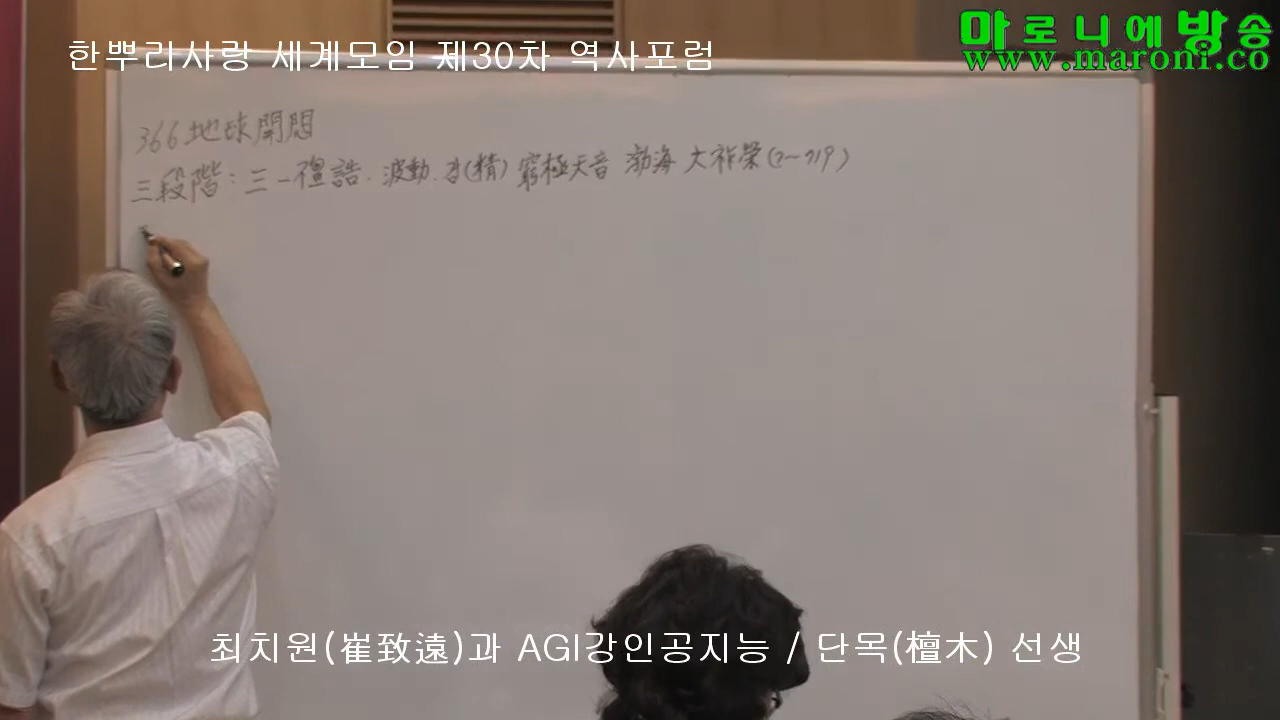 한뿌리사랑 세계모임 제30차 역사포럼
마로니에방송
www.maroni.co
366 地球開悶
三段階: 三一 誥. 波動. (精) 窮極天音 渤海 大祚榮(?~719)
최치원(崔致遠)과 AGI강인공지능 / 단목(檀木) 선생